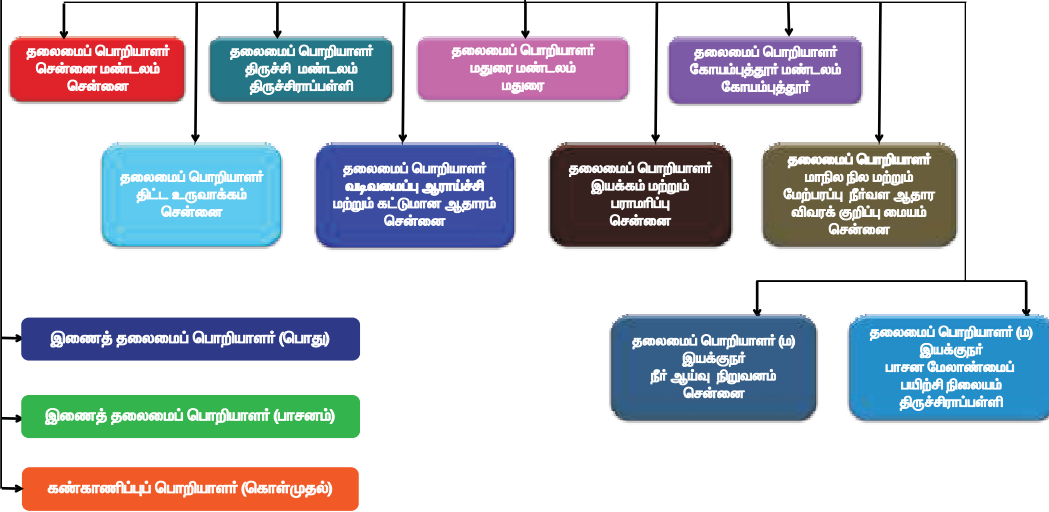 தலைமைப் பொறியாளர்
சென்னை மண்டலம்
சென்னை
தலைமைப் பொறியாளர்
திருச்சி மண்டலம்
திருச்சிராப்பள்ளி
தலைமைப் பொறியாளர்
மதுரை மண்டலம்
மதுரை
தலைமைப் பொறியாளர்
கோயம்புத்தூர் மண்டலம்
கோயம்புத்தூர்
தலைமைப் பொறியாளர்
திட்ட உருவாக்கம்
சென்னை
தலைமைப் பொறியாளர்
வடிவமைப்பு ஆராய்ச்சி
மற்றும் கட்டுமான ஆதாரம்
சென்னை
தலைமைப் பொறியாளர்
இயக்கம் மற்றும்
பராமரிப்பு
சென்னை
தலைமைப் பொறியாளர்
மாநில நில மற்றும்
மேற்பரப்பு நீர்வள ஆதார
விவரக் குறிப்பு மையம்
சென்னை
தலைமைப் பொறியாளர் (ம)
இயக்குநர்
நீர் ஆய்வு நிறுவனம்
சென்னை
தலைமைப் பொறியாளர் (ம)
இயக்குநர்
பாசன மேலாண்மைப்
பயிற்சி நிலையம்
திருச்சிராப்பள்ளி
இணைத் தலைமைப் பொறியாளர் (பொது)
இணைத் தலைமைப் பொறியாளர் (பாசனம்)
கண்காணிப்புப் பொறியாளர் (கொள்முதல்)